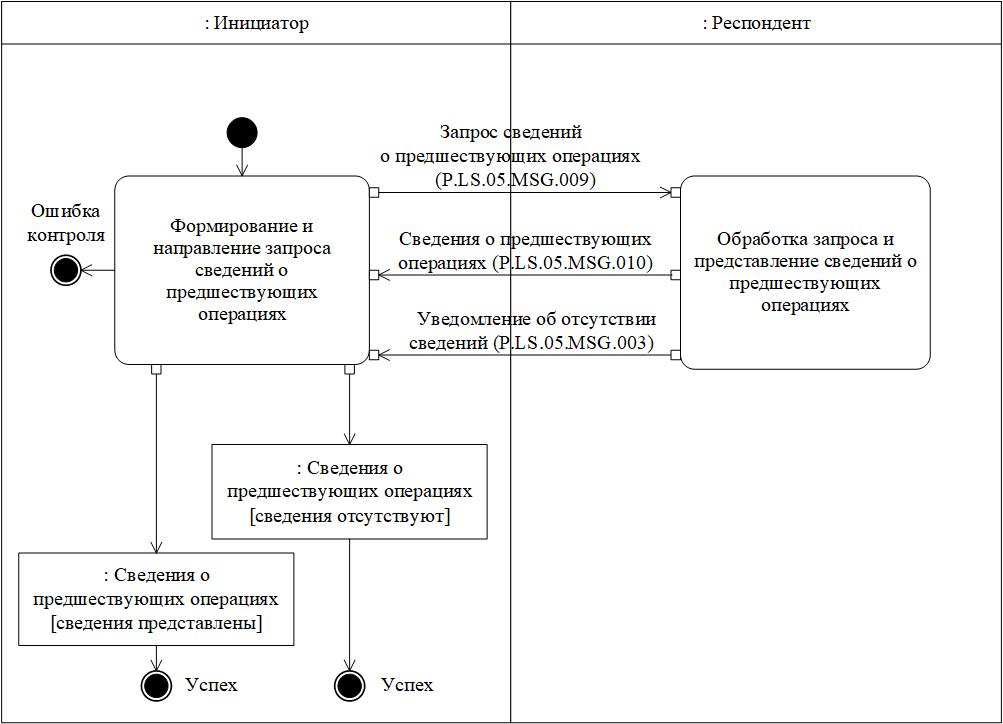 : Инициатор
: Респондент
Запрос сведений
о предшествующих операциях
(P.LS.05.MSG.009)
Ошибка
контроля
Формирование и
направление запроса
сведений о
предшествующих
операциях
Сведения о предшествующих
операциях (P.LS.05.MSG.010)
Уведомление об отсутствии
сведений (P.LS.05.MSG.003)
Обработка запроса и
представление сведений о
предшествующих
операциях
: Сведения о
предшествующих операциях
[сведения отсутствуют]
: Сведения о
предшествующих операциях
[сведения представлены]
Успех
Успех